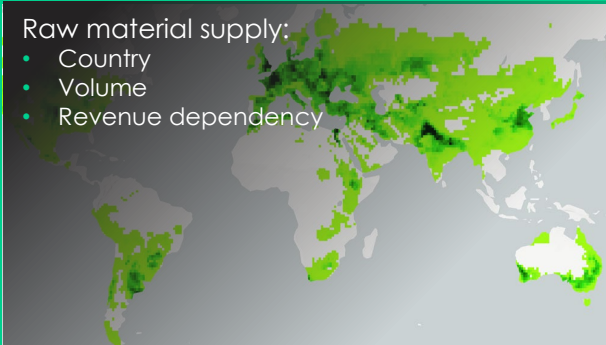 Raw material supply:
• Country
• Volume
• Revenue dependency